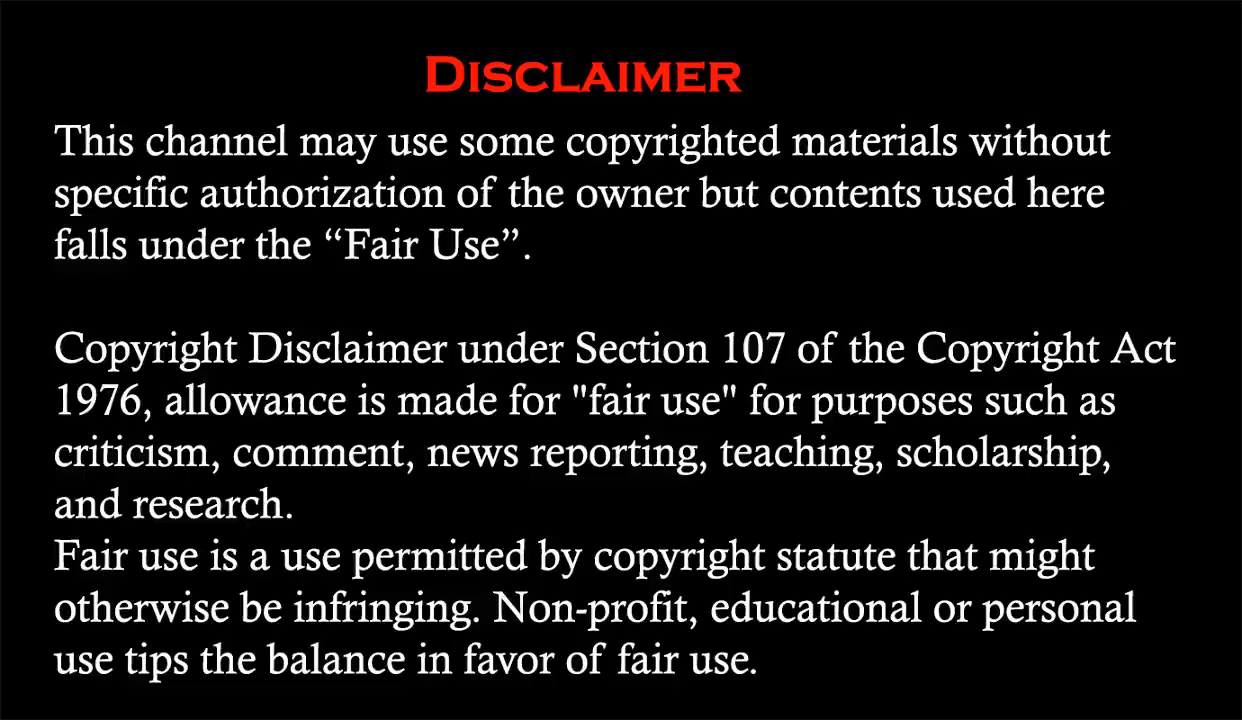 DISCLAIMER
This channel may use some copyrighted materials without
specific authorization of the owner but contents used here
falls under the “Fair Use”.
Copyright Disclaimer under Section 107 of the Copyright Act
1976, allowance is made for "fair use" for purposes such as
criticism, comment, news reporting, teaching, scholarship,
and research.
Fair use is a use permitted by copyright statute that might
otherwise be infringing. Non-profit, educational or personal
use tips the balance in favor of fair use.